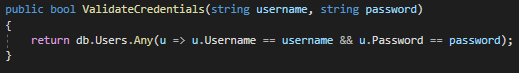 public bool ValidateCredentials(string username, string password)
{
    return db.Users.Any(u => u.Username == username && u.Password == password);
}